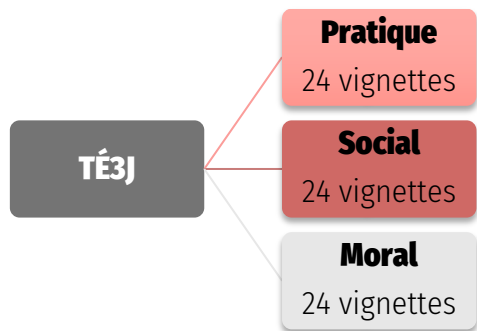 TÉ3J
Pratique
24 vignettes
Social
24 vignettes
Moral
24 vignettes